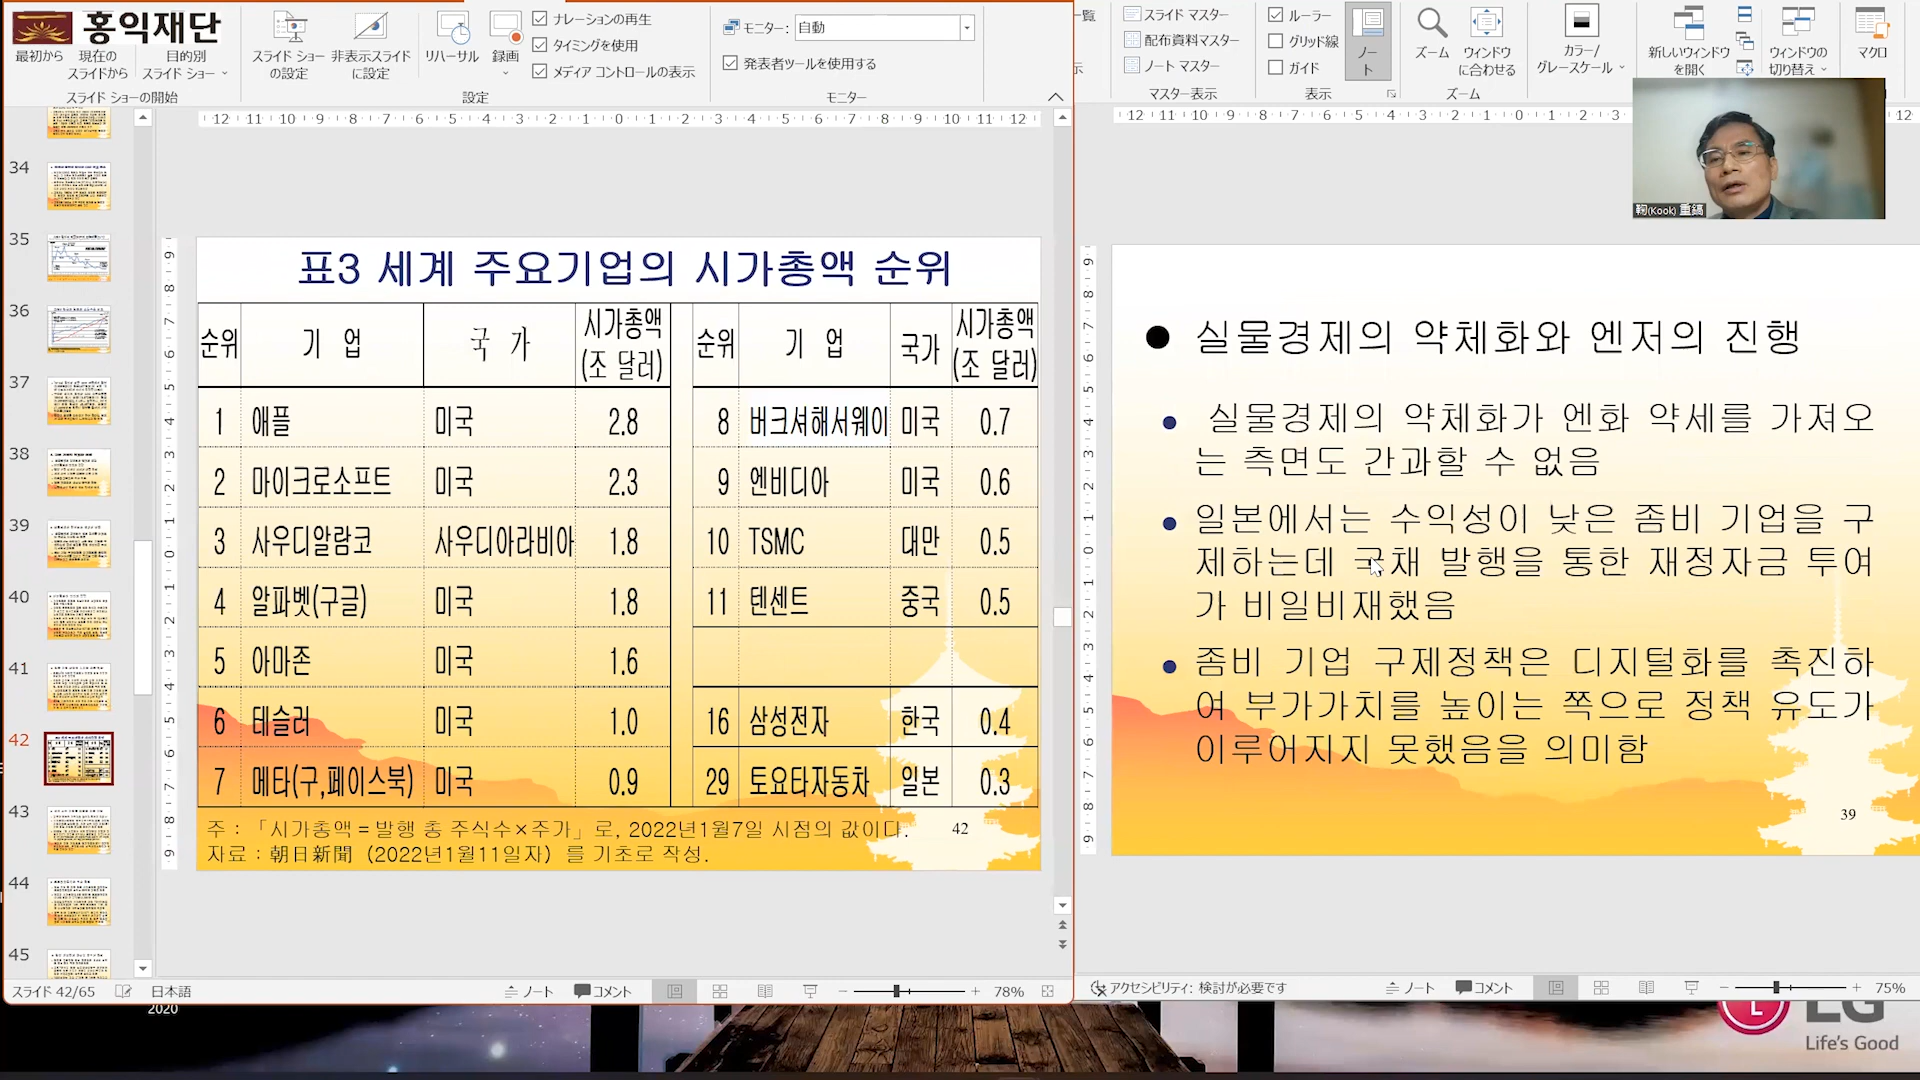 홍익재단
最初から 現在の スライドから 目的別 スライド ショー
スライド ショーの開始
スライド ショー の設定 非表示スライド に設定 リハーサル 録画
ナレーションの再生
タイミングを使用
メディア コントロールの表示
設定
モニター: 自動
発表者ツールを使用する
モニター
スライド マスター
配布資料マスター
ノート マスター
マスター表示
ルーラー
グリッド線
ガイド
表示
ノート
ズーム ウィンドウ に合わせる
ズーム
カラー/ グレースケール
新しいウィンドウ を開く
ウィンドウの 切り替え
マクロ
鞠(Kook) 重鎬
34
35
36
37
38
39
40
41
42
43
44
45
표3 세계 주요기업의 시가총액 순위
순위 기 업 국 가 시가총액 (조 달러) 순위 기 업 국가 시가총액 (조 달러)
1 애플 미국 2.8 8 버크셔해서웨이 미국 0.7
2 마이크로소프트 미국 2.3 9 엔비디아 미국 0.6
3 사우디알람코 사우디아라비아 1.8 10 TSMC 대만 0.5
4 알파벳(구글) 미국 1.8 11 텐센트 중국 0.5
5 아마존 미국 1.6
6 테슬러 미국 1.0 16 삼성전자 한국 0.4
7 메타(구,페이스북) 미국 0.9 29 토요타자동차 일본 0.3
주 : 「시가총액 = 발행 총 주식수×주가」로, 2022년1월7일 시점의 값이다.
42
자료 : 朝日新聞 (2022년1월11일자) 를 기초로 작성.
● 실물경제의 약체화와 엔저의 진행
• 실물경제의 약체화가 엔화 약세를 가져오
는 측면도 간과할 수 없음
• 일본에서는 수익성이 낮은 좀비 기업을 구
제하는데 국채 발행을 통한 재정자금 투여
가 비일비재했음
• 좀비 기업 구제정책은 디지털화를 촉진하
여 부가가치를 높이는 쪽으로 정책 유도가
이루어지지 못했음을 의미함
39
スライド 42/65 日本語 ノート コメント 78%
アクセシビリティ: 検討が必要です ノート コメント 75%
2020
LG
Life's Good